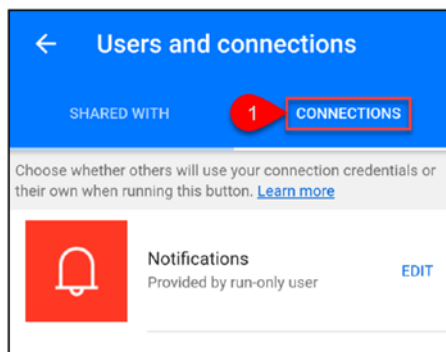 Users and connections
SHARED WITH
1
CONNECTIONS
Choose whether others will use your connection credentials or
their own when running this button. Learn more
Notifications
Provided by run-only user
EDIT